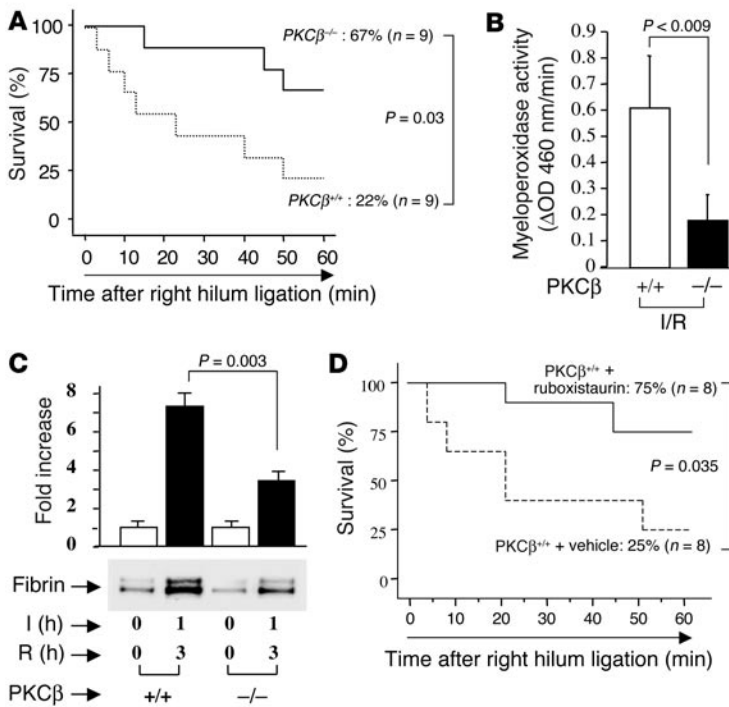 A
100
75
50
25
0
Survival (%)
PKCβ–/– : 67% (n = 9)
P = 0.03
PKCβ+/+ : 22% (n = 9)
0 10 20 30 40 50 60
Time after right hilum ligation (min)
B
P < 0.009
0.9
0.8
0.7
0.6
0.5
0.4
0.3
0.2
0.1
0
Myeloperoxidase activity
(ΔOD 460 nm/min)
PKCβ +/+ –/–
I/R
C
P = 0.003
8
6
4
2
0
Fold increase
Fibrin
I (h) 0 1 0 1
R (h) 0 3 0 3
PKCβ +/+ –/–
D
PKCβ+/+ +
ruboxistaurin: 75% (n = 8)
100
75
50
25
0
Survival (%)
P = 0.035
PKCβ+/+ + vehicle: 25% (n = 8)
0 10 20 30 40 50 60
Time after right hilum ligation (min)